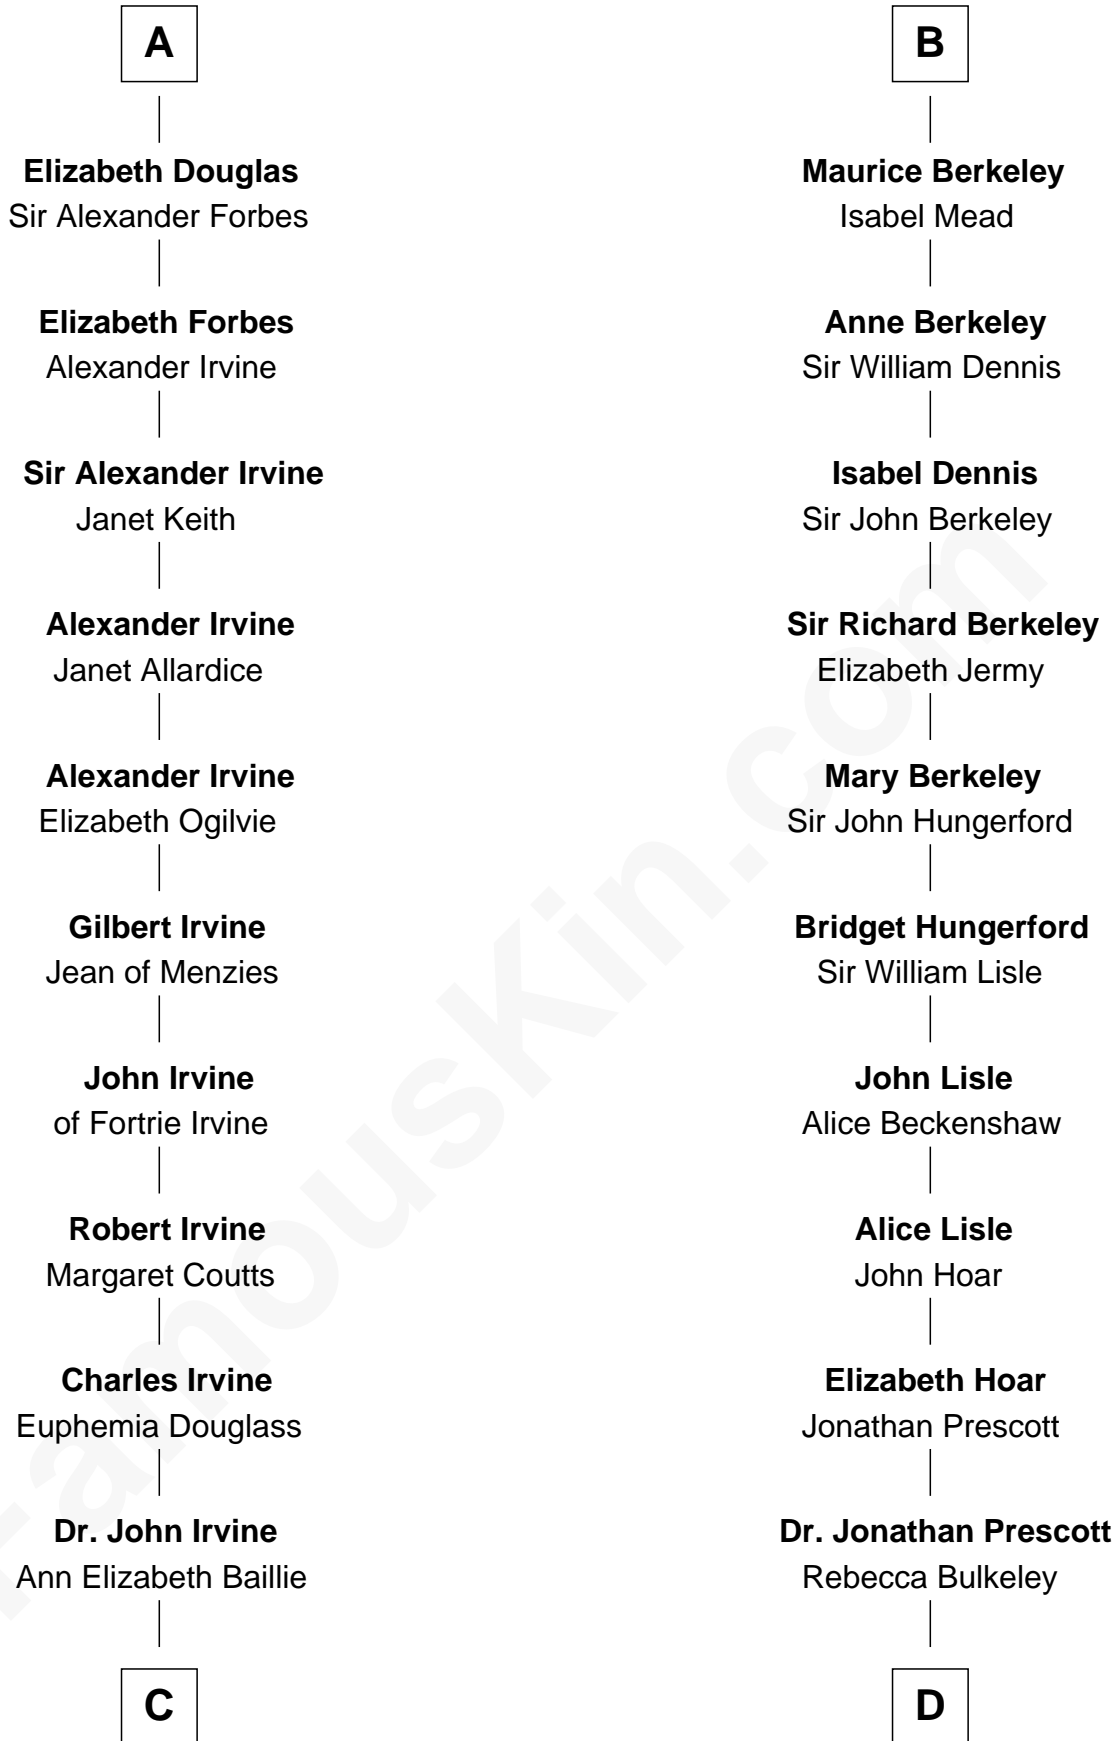 A
Elizabeth Douglas
Sir Alexander Forbes
Elizabeth Forbes
Alexander Irvine
Sir Alexander Irvine
Janet Keith
Alexander Irvine
Janet Allardice
Alexander Irvine
Elizabeth Ogilvie
Gilbert Irvine
Jean of Menzies
John Irvine
of Fortrie Irvine
Robert Irvine
Margaret Coutts
Charles Irvine
Euphemia Douglass
Dr. John Irvine
Ann Elizabeth Baillie
C
B
Maurice Berkeley
Isabel Mead
Anne Berkeley
Sir William Dennis
Isabel Dennis
Sir John Berkeley
Sir Richard Berkeley
Elizabeth Jermy
Mary Berkeley
Sir John Hungerford
Bridget Hungerford
Sir William Lisle
John Lisle
Alice Beckenshaw
Alice Lisle
John Hoar
Elizabeth Hoar
Jonathan Prescott
Dr. Jonathan Prescott
Rebecca Bulkeley
D
FamousKin.com